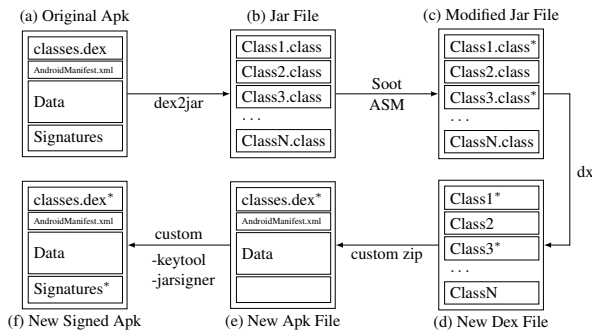 (a) Original Apk
classes.dex
AndroidManifest.xml
Data
Signatures
dex2jar
(b) Jar File
Class1.class
Class2.class
Class3.class
...
ClassN.class
Soot
ASM
(c) Modified Jar File
Class1.class*
Class2.class
Class3.class*
...
ClassN.class
dx
Class1*
Class2
Class3*
...
ClassN
(d) New Dex File
custom zip
classes.dex*
AndroidManifest.xml
Data
(e) New Apk File
custom
-keytool
-jarsigner
classes.dex*
AndroidManifest.xml
Data
Signatures*
(f) New Signed Apk